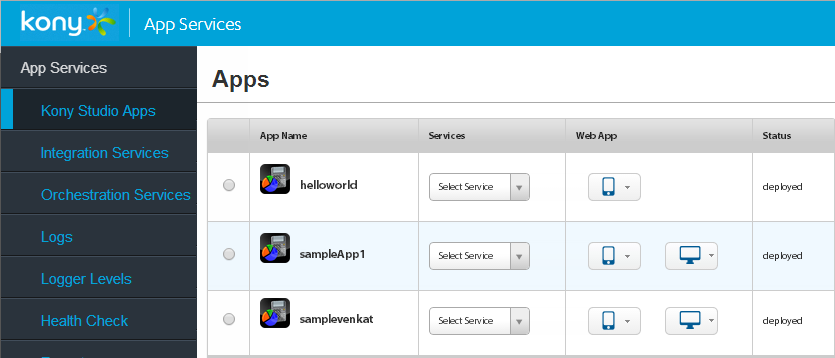 kony App Services
App Services
Kony Studio Apps
Integration Services
Orchestration Services
Logs
Logger Levels
Health Check
Apps
App Name Services Web App Status
helloworld Select Service deployed
sampleApp1 Select Service deployed
samplevenkat Select Service deployed